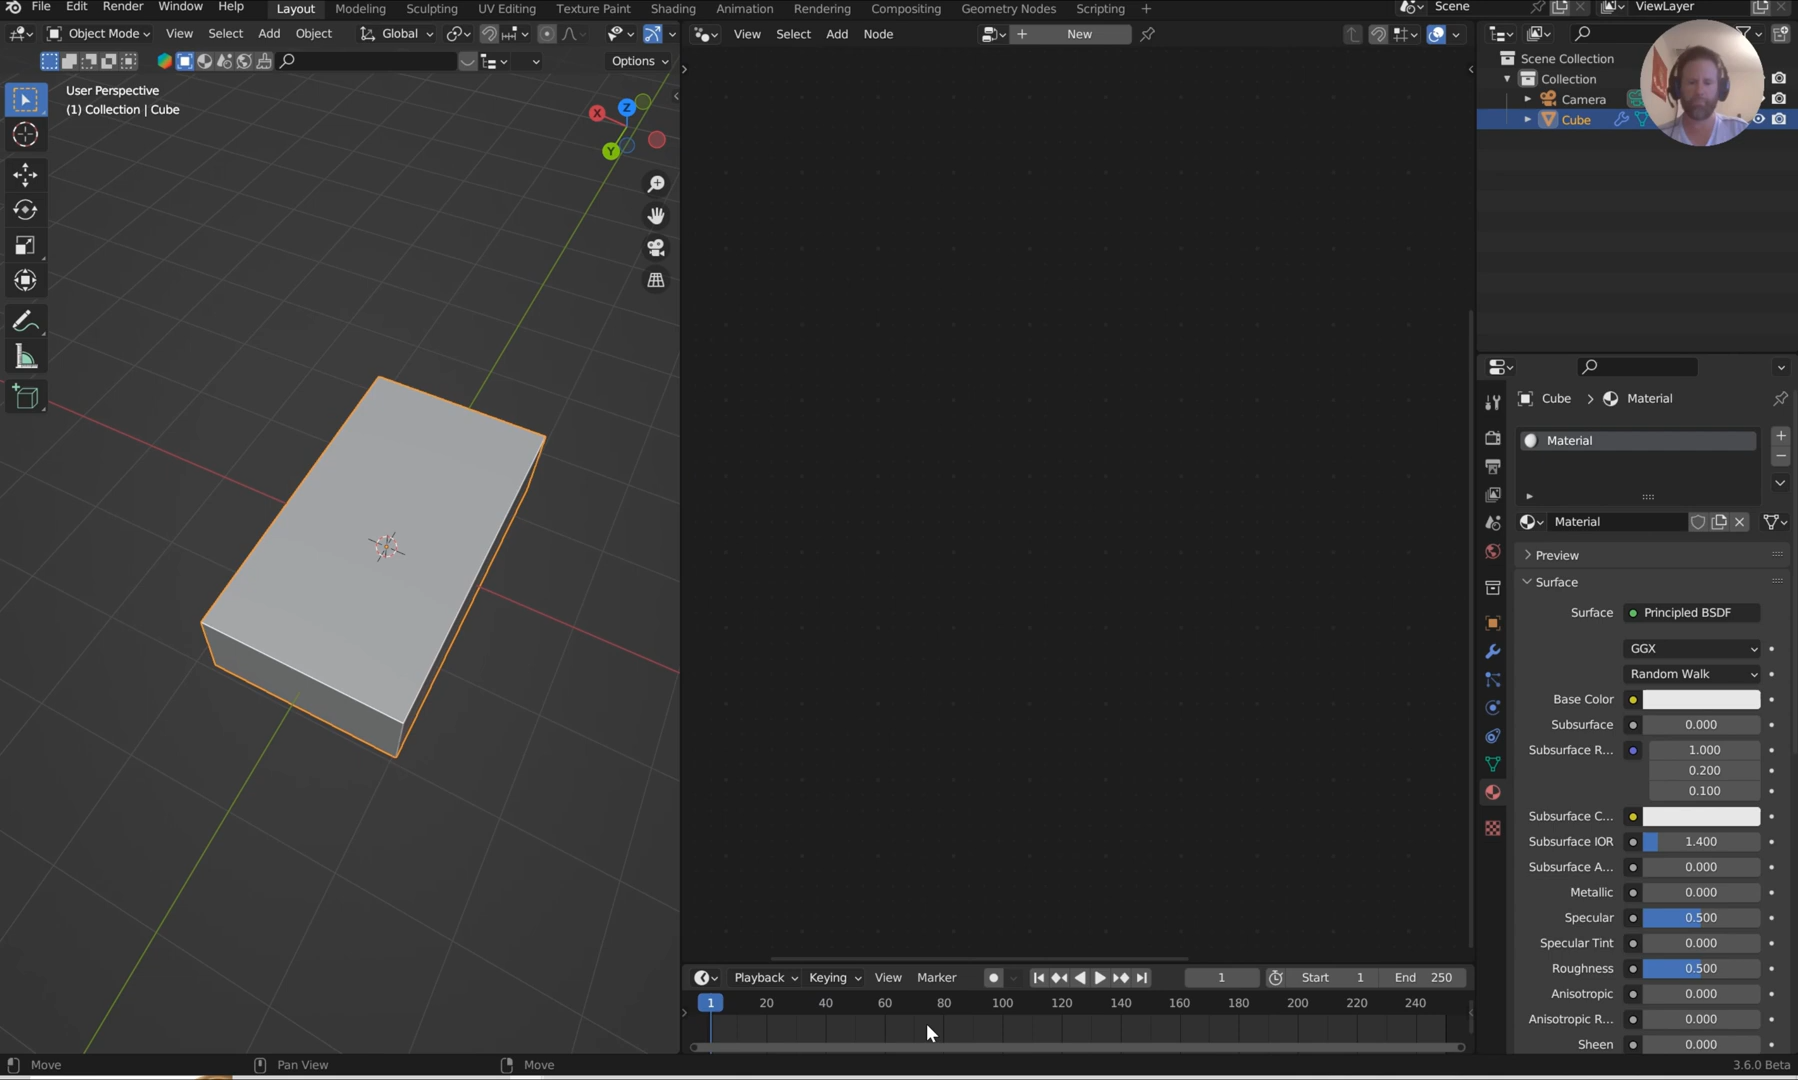 File Edit Render Window Help Layout Modeling Sculpting UV Editing Texture Paint Shading Animation Rendering Compositing Geometry Nodes Scripting + Scene ViewLayer
Object Mode View Select Add Object Global View Select Add Node + New
Options
User Perspective
(1) Collection | Cube
X Z
Y
Scene Collection
Collection
Camera
Cube
Cube > Material
Material
Material
Preview
Surface
Surface Principled BSDF
GGX
Random Walk
Base Color
Subsurface 0.000
Subsurface R... 1.000
0.200
0.100
Subsurface C...
Subsurface IOR 1.400
Subsurface A... 0.000
Metallic 0.000
Specular 0.500
Specular Tint 0.000
Roughness 0.500
Anisotropic 0.000
Anisotropic R... 0.000
Sheen 0.000
Playback Keying View Marker 1 Start 1 End 250
1 20 40 60 80 100 120 140 160 180 200 220 240
Move Pan View Move 3.6.0 Beta